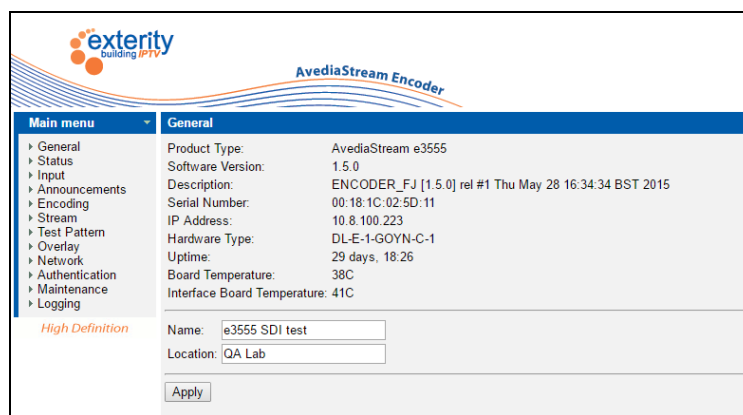 exterity
building IPTV
AvediaStream Encoder
Main menu
General
Status
Input
Announcements
Encoding
Stream
Test Pattern
Overlay
Network
Authentication
Maintenance
Logging
High Definition
General
Product Type: AvediaStream e3555
Software Version: 1.5.0
Description: ENCODER_FJ [1.5.0] rel #1 Thu May 28 16:34:34 BST 2015
Serial Number: 00:18:1C:02:5D:11
IP Address: 10.8.100.223
Hardware Type: DL-E-1-GOYN-C-1
Uptime: 29 days, 18:26
Board Temperature: 38C
Interface Board Temperature: 41C
Name: e3555 SDI test
Location: QA Lab
Apply